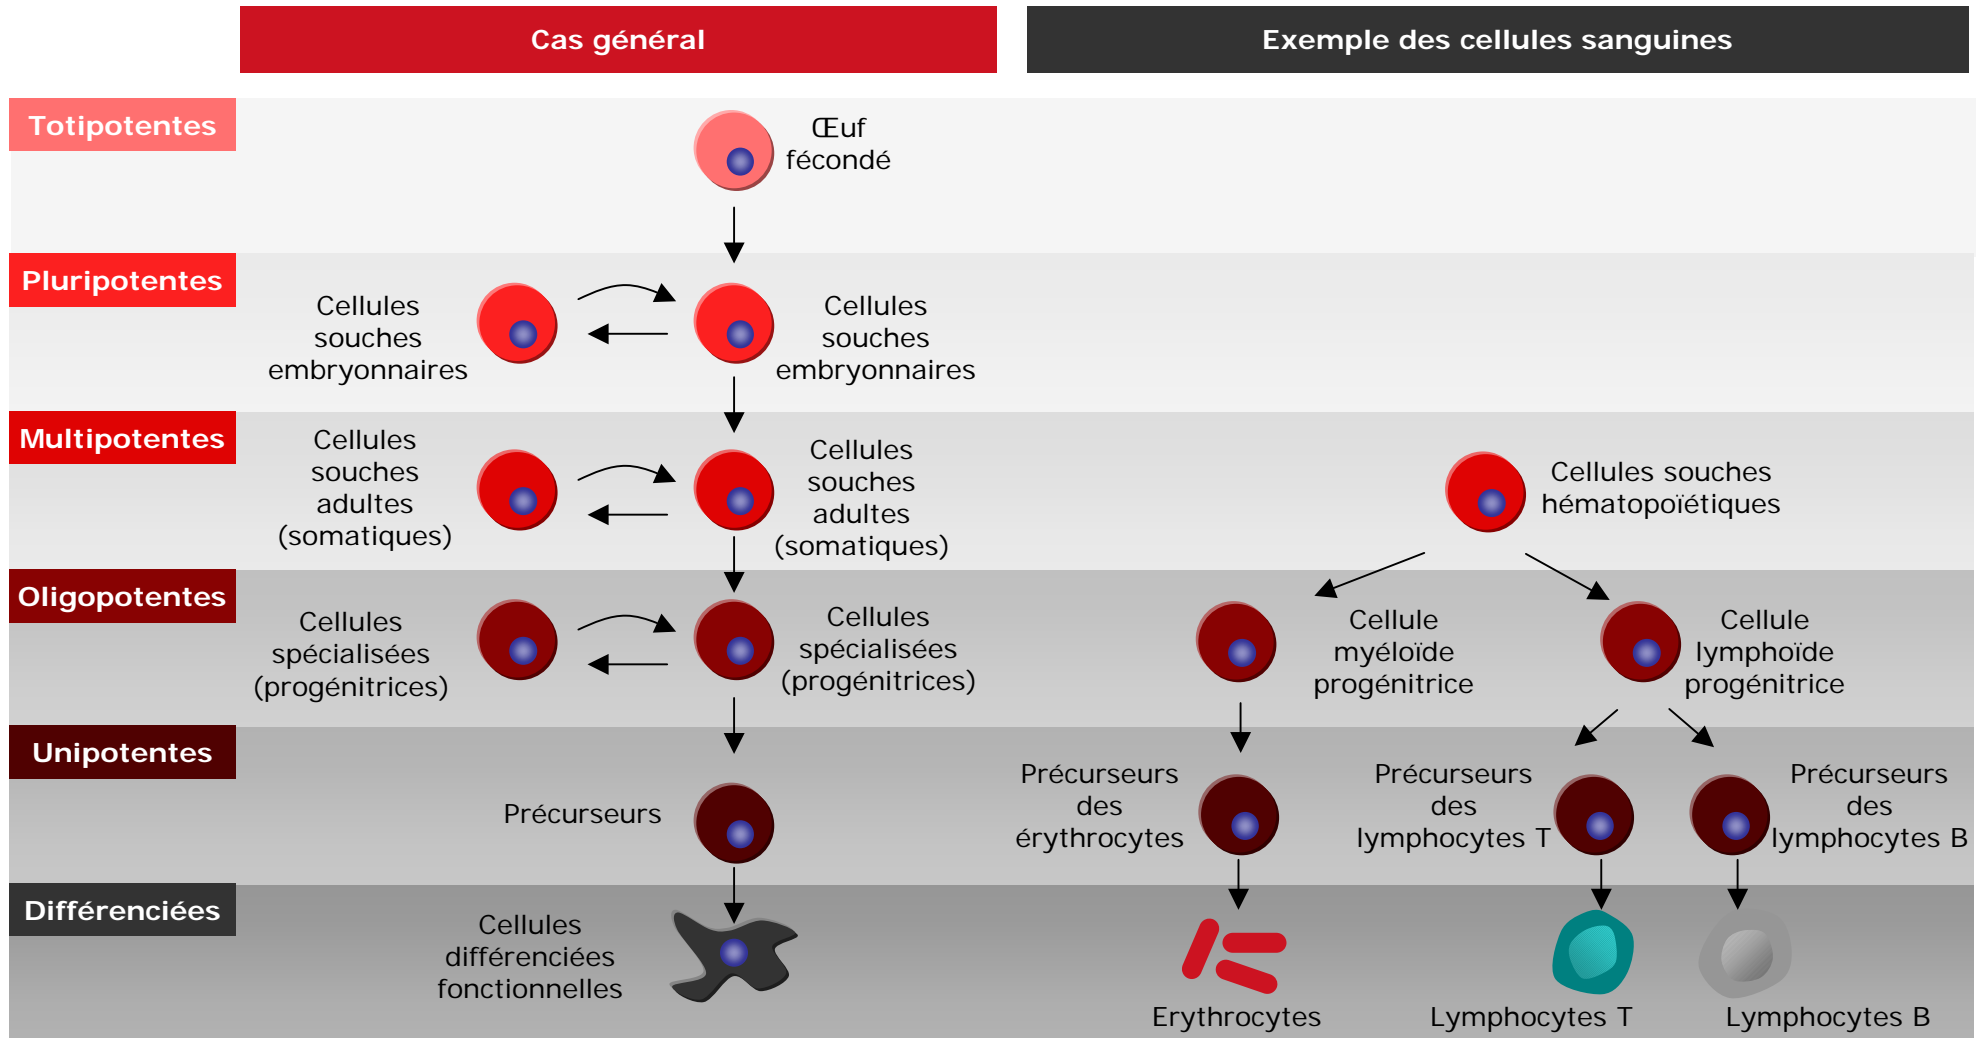 Cas général
Exemple des cellules sanguines
Totipotentes
Œuf
fécondé
Pluripotentes
Cellules
souches
embryonnaires
Cellules
souches
embryonnaires
Multipotentes
Cellules
souches
adultes
(somatiques)
Cellules
souches
adultes
(somatiques)
Cellules souches
hématopoïétiques
Oligopotentes
Cellules
spécialisées
(progénitrices)
Cellules
spécialisées
(progénitrices)
Cellule
myéloïde
progénitrice
Cellule
lymphoïde
progénitrice
Unipotentes
Précurseurs
Précurseurs
des
érythrocytes
Précurseurs
des
lymphocytes T
Précurseurs
des
lymphocytes B
Différenciées
Cellules
différenciées
fonctionnelles
Erythrocytes
Lymphocytes T
Lymphocytes B